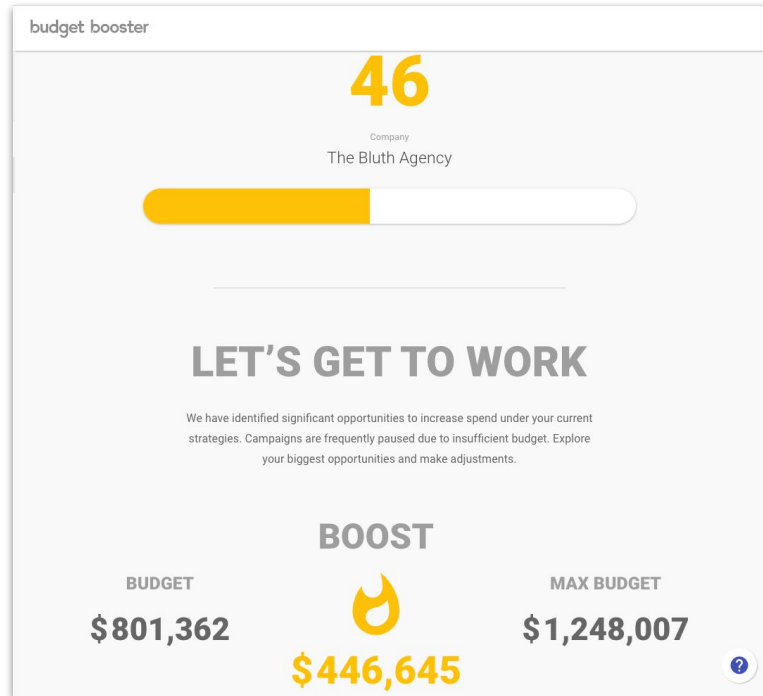 budget booster
46
Company
The Bluth Agency
LET’S GET TO WORK
We have identified significant opportunities to increase spend under your current
strategies. Campaigns are frequently paused due to insufficient budget. Explore
your biggest opportunities and make adjustments.
BOOST
BUDGET
MAX BUDGET
$801,362
$1,248,007
$446,645
?